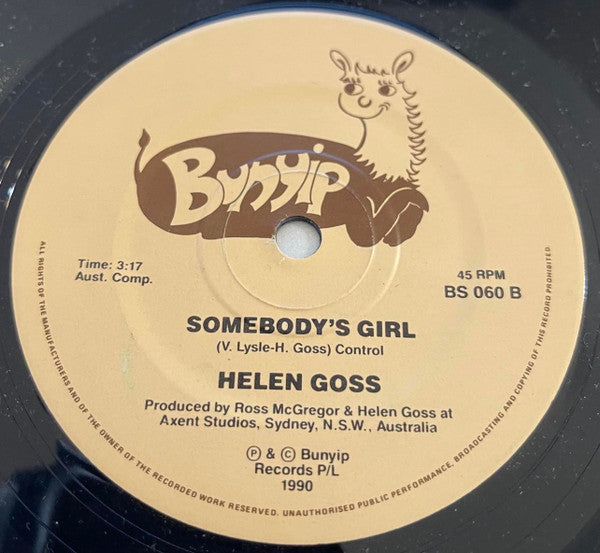 Bunyip
Time: 3:17
Aust. Comp.
45 RPM
BS 060 B
SOMEBODY'S GIRL
(V. Lysle-H. Goss) Control
HELEN GOSS
Produced by Ross McGregor & Helen Goss at
Axent Studios, Sydney, N.S.W., Australia
Ⓟ & © Bunyip
Records P/L
1990
ALL RIGHTS OF THE MANUFACTURERS AND OF THE OWNER OF THE RECORDED WORK RESERVED. UNAUTHORISED PUBLIC PERFORMANCE, BROADCASTING AND COPYING OF THIS RECORD PROHIBITED.